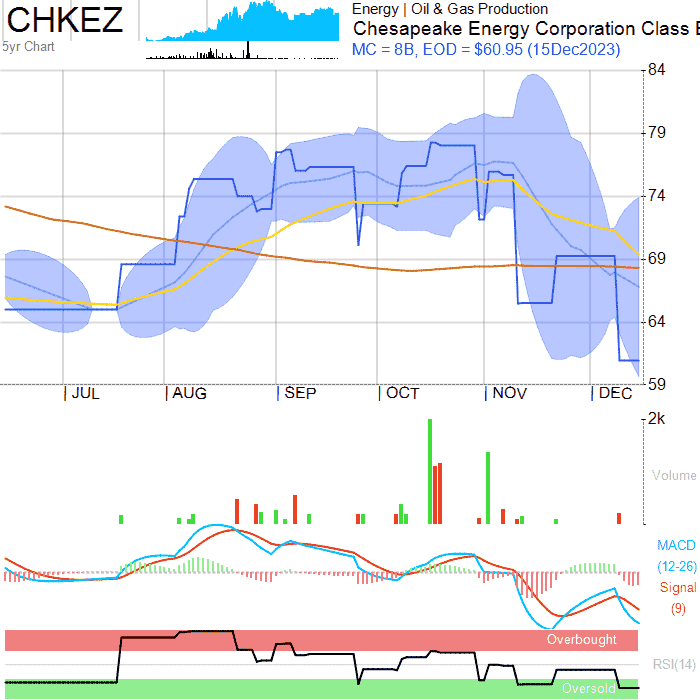 CHKEZ
5yr Chart
Energy | Oil & Gas Production
Chesapeake Energy Corporation Class
MC = 8B, EOD = $60.95 (15Dec2023)
84
79
74
69
64
59
JUL
AUG
SEP
OCT
NOV
DEC
2k
Volume
MACD
(12-26)
Signal
(9)
Overbought
RSI(14)
Oversold